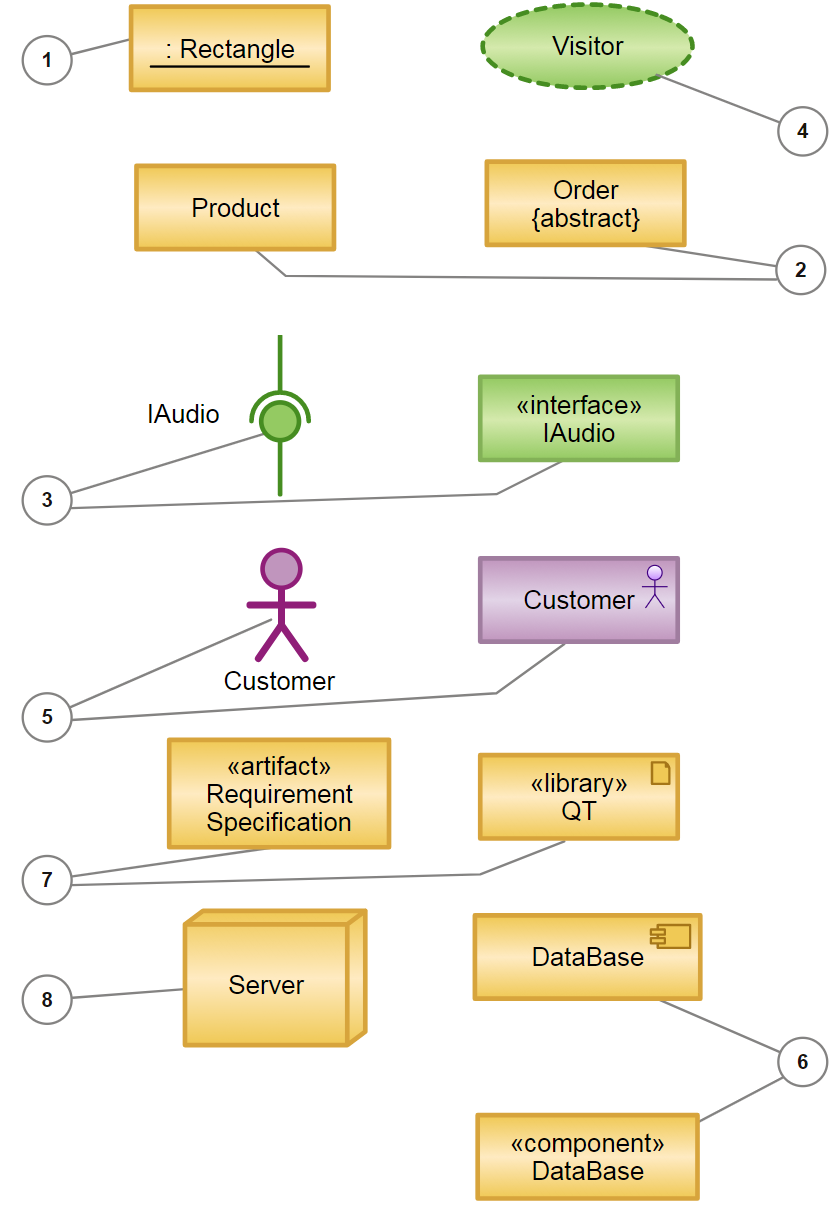 1
: Rectangle
Visitor
4
Product
Order
{abstract}
2
IAudio
«interface»
IAudio
3
Customer
Customer
5
«artifact»
Requirement
Specification
«library»
QT
7
Server
DataBase
8
6
«component»
DataBase